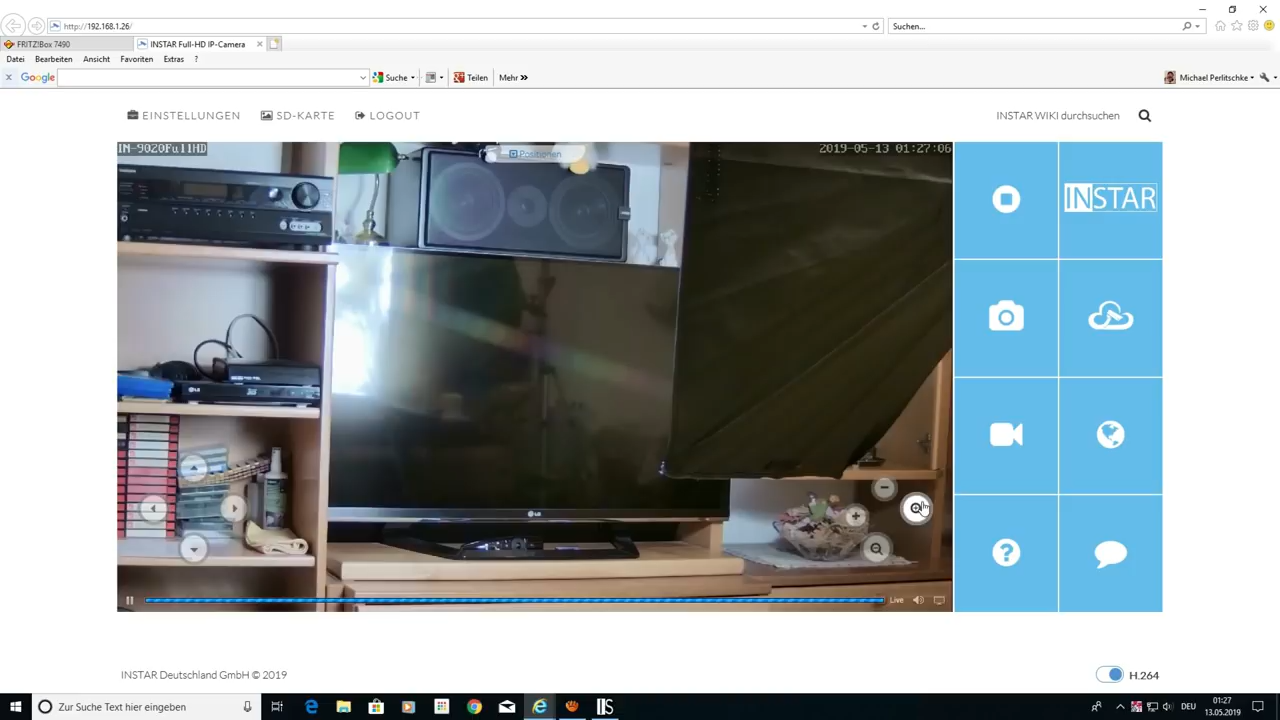 http://192.168.1.26/
Suchen...
FRITZ!Box 7490
INSTAR Full-HD IP-Camera
Datei Bearbeiten Ansicht Favoriten Extras ?
x Google Suche Teilen Mehr »
Michael Perlitschke
EINSTELLUNGEN SD-KARTE LOGOUT
INSTAR WIKI durchsuchen
IN-9020FullHD
Positionen
2019-05-13 01:27:06
INSTAR
LG
LG
Live
INSTAR Deutschland GmbH © 2019
H.264
Zur Suche Text hier eingeben
DEU
01:27
13.05.2019